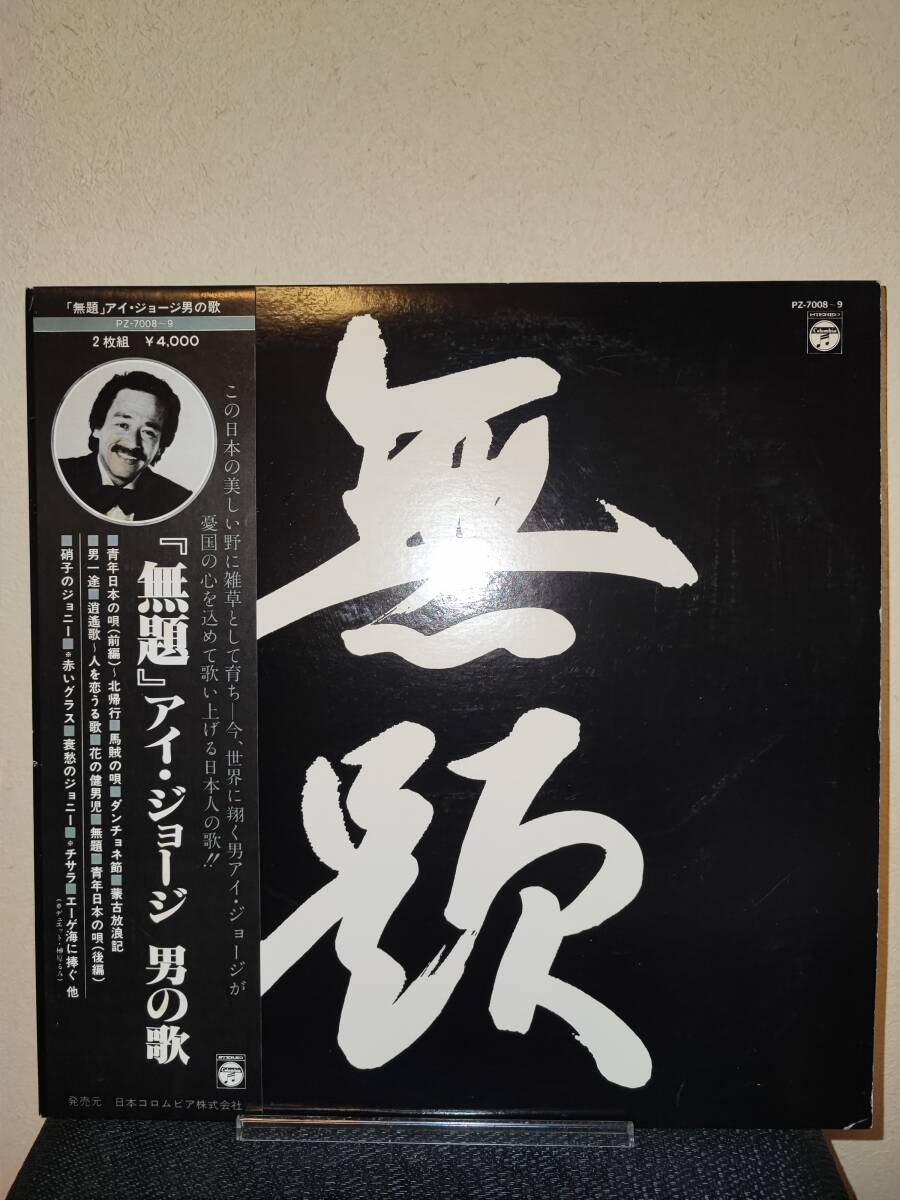 「無題」アイ・ジョージ男の歌
PZ-7008~9
2枚組 ¥4,000
この日本の美しい野に雑草として育ち—今、世界に翔く男アイ・ジョージが
憂国の心を込めて歌い上げる日本人の歌!!
『無題』アイ・ジョージ 男の歌
■青年日本の唄(前編)~北帰行■馬賊の唄■ダンチョネ節■蒙古放浪記
■男一途■逍遙歌~人を恋うる歌■花の健男児■無題■青年日本の唄(後編)
■硝子のジョニー■※赤いグラス■哀愁のジョニー■※チサラ■エーゲ海に捧ぐ 他
STEREO
Columbia
発売元 日本コロムビア株式会社
PZ-7008~9
STEREO
Columbia
無題